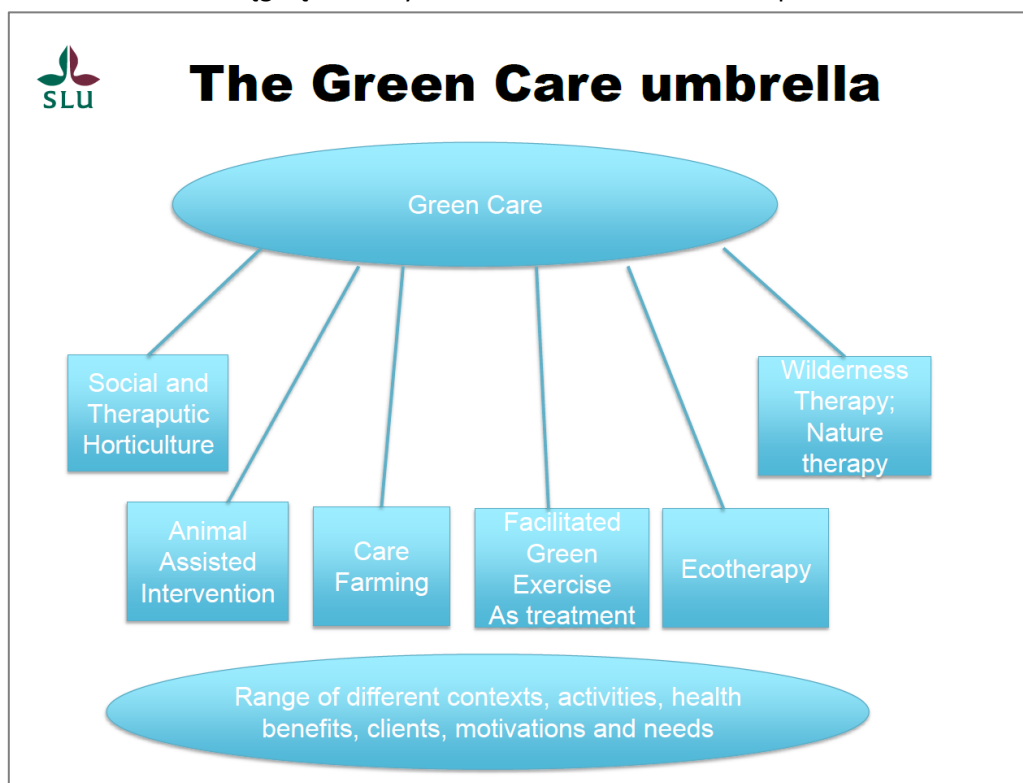 SLU
The Green Care umbrella
Green Care
Social and
Theraputic
Horticulture
Wilderness
Therapy;
Nature
therapy
Animal
Assisted
Intervention
Care
Farming
Facilitated
Green
Exercise
As treatment
Ecotherapy
Range of different contexts, activities, health
benefits, clients, motivations and needs